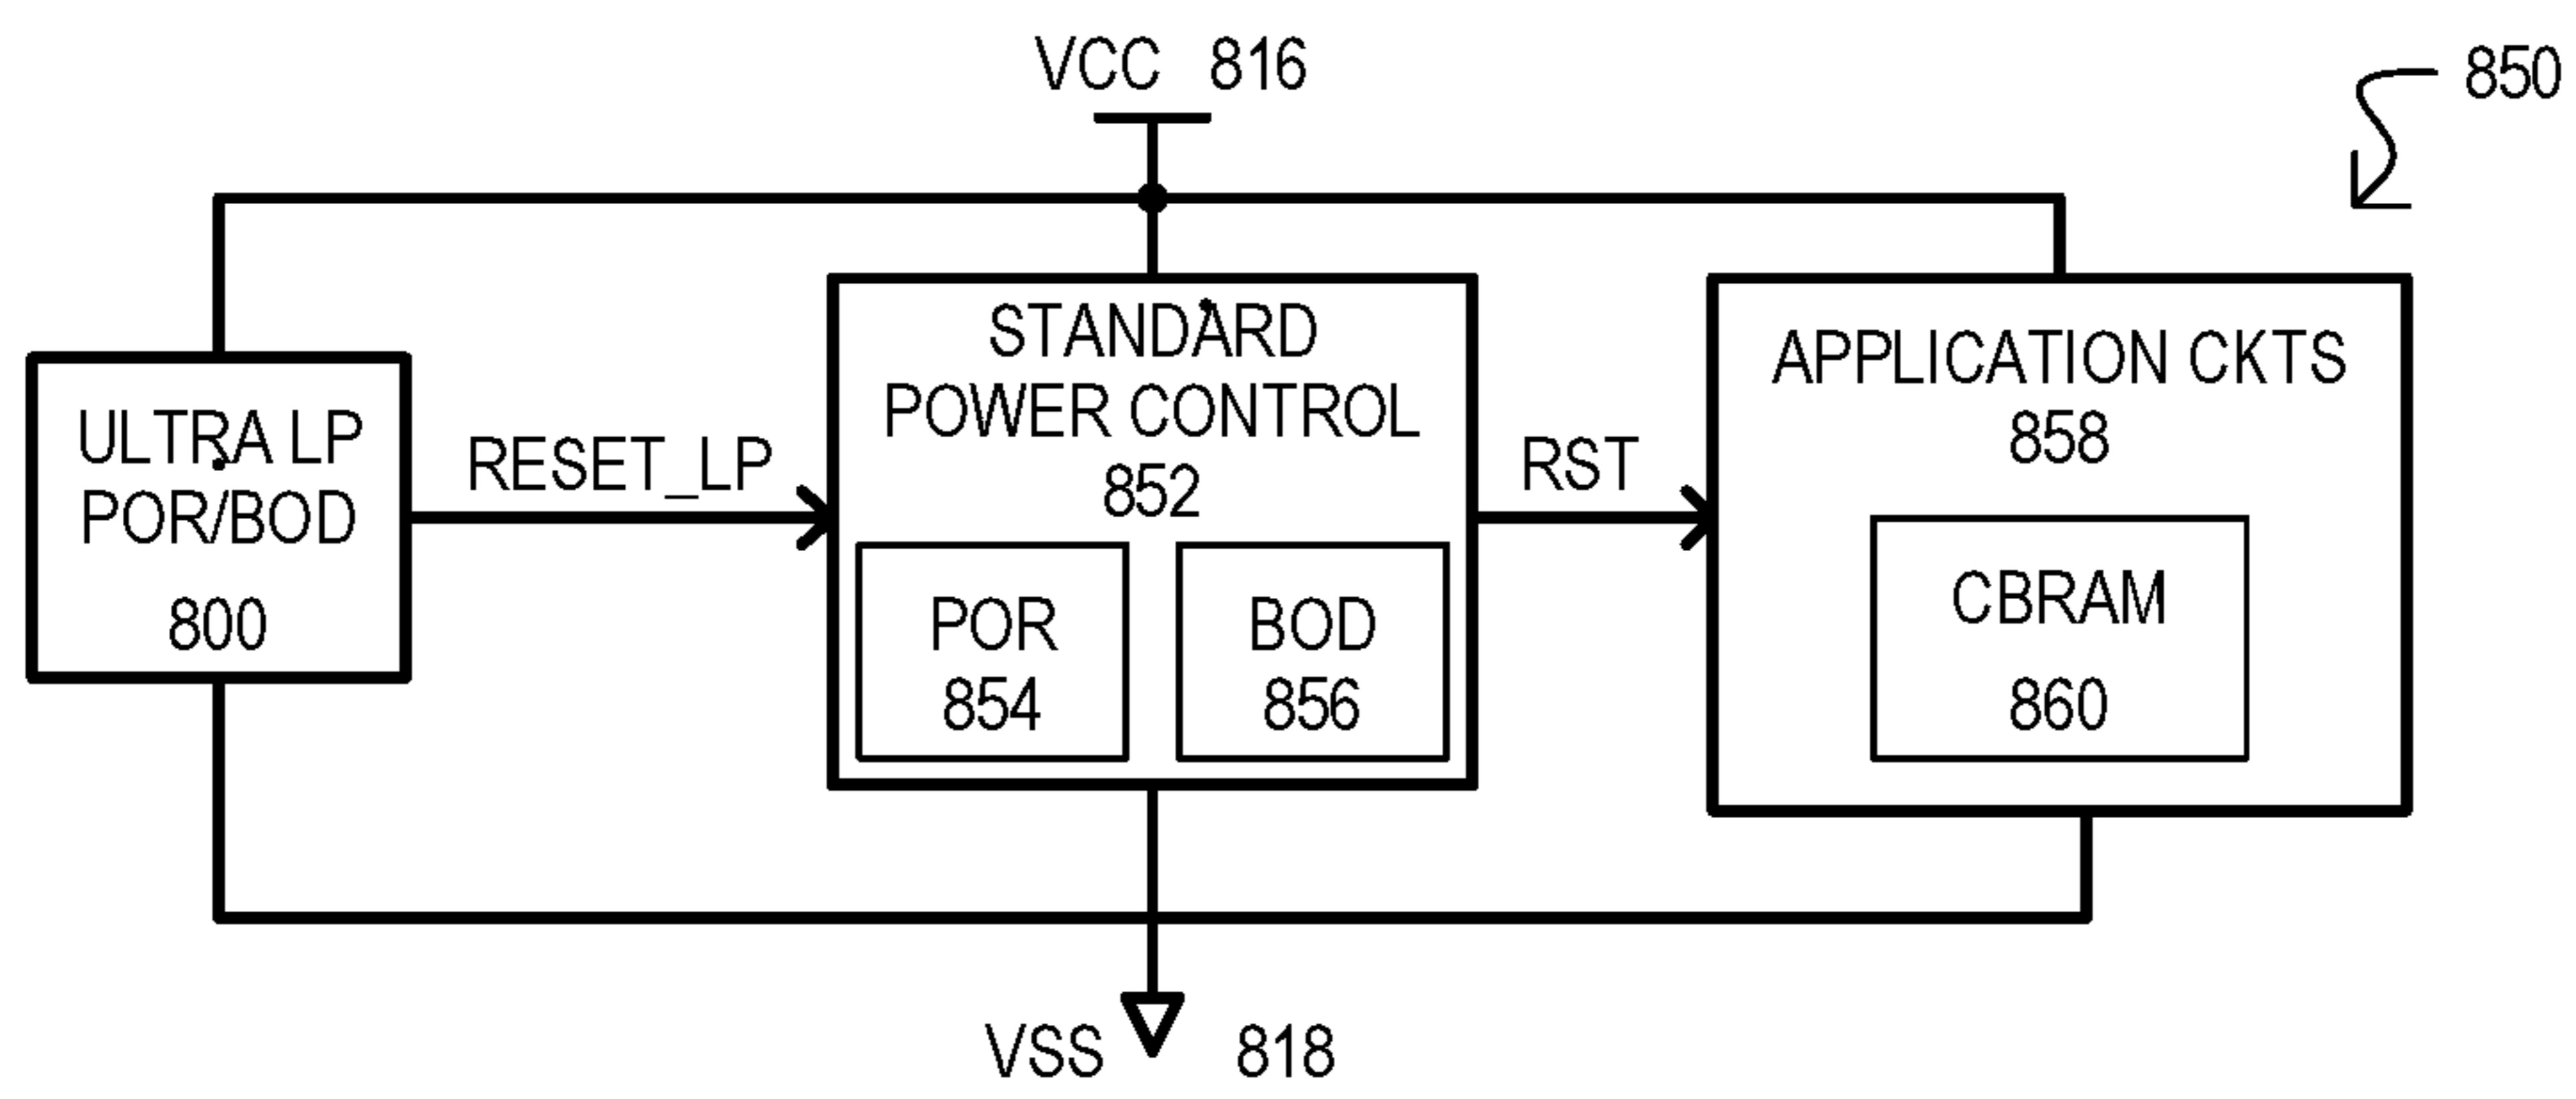 VCC 816
850
ULTRA LP
POR/BOD
800
RESET_LP
STANDARD
POWER CONTROL
852
POR
854
BOD
856
RST
APPLICATION CKTS
858
CBRAM
860
VSS 818